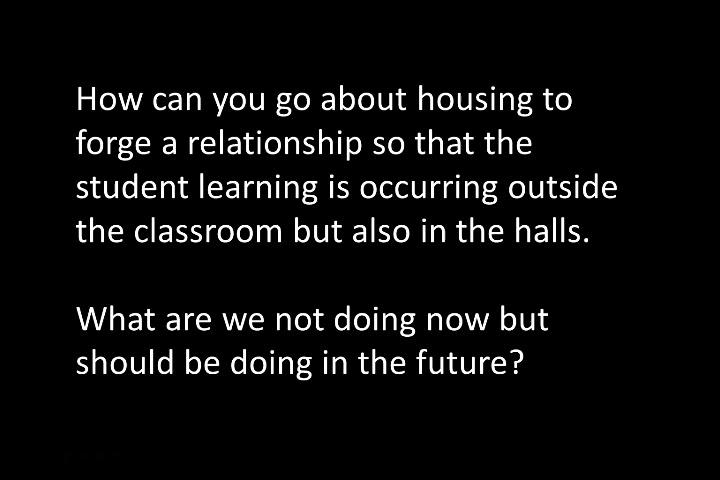 How can you go about housing to
forge a relationship so that the
student learning is occurring outside
the classroom but also in the halls.
What are we not doing now but
should be doing in the future?